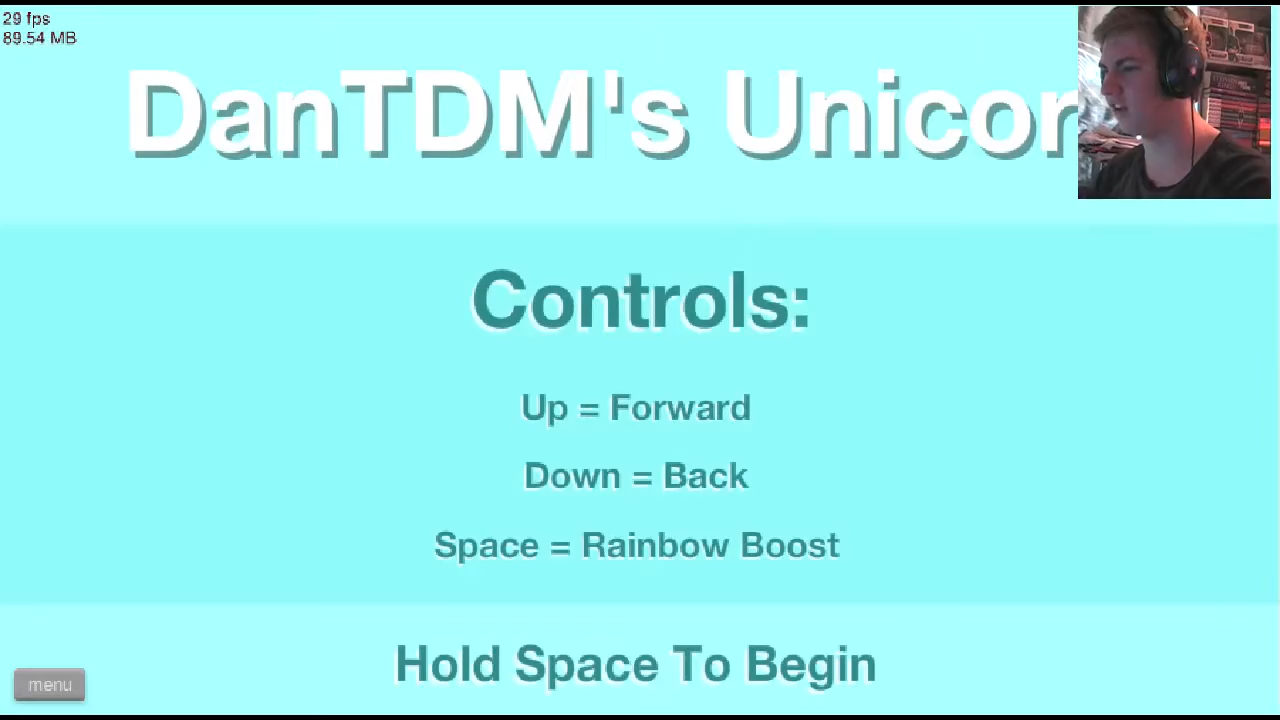 29 fps
89.54 MB
DanTDM's Unicor
Controls:
Up = Forward
Down = Back
Space = Rainbow Boost
Hold Space To Begin
menu